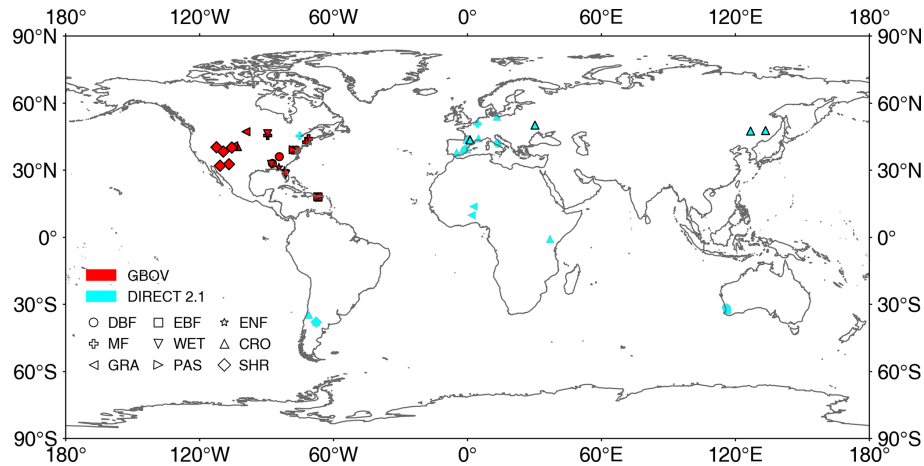 180° 120°W 60°W 0° 60°E 120°E 180°
90°N 90°N
60°N 60°N
30°N 30°N
0° 0°
GBOV
DIRECT 2.1
30°S 30°S
DBF EBF ENF
MF WET CRO
GRA PAS SHR
60°S 60°S
90°S 90°S
180° 120°W 60°W 0° 60°E 120°E 180°